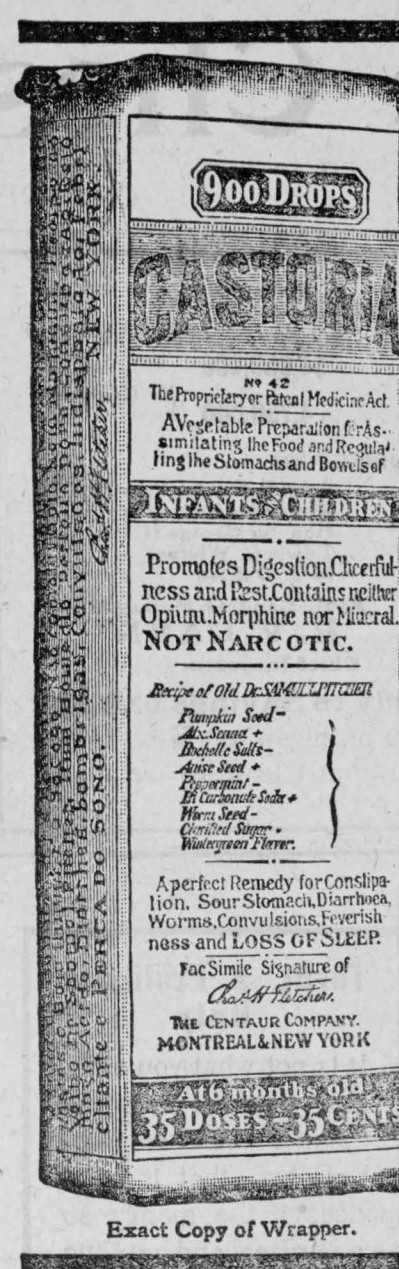 900 DROPS
CASTORIA
Nº 42
The Proprietary or Patent Medicine Act.
AVegetable Preparation for As-
similating the Food and Regula-
ting the Stomachs and Bowels of
INFANTS & CHILDREN
Promotes Digestion,Cheerful-
ness and Rest.Contains neither
Opium.Morphine nor Mineral.
NOT NARCOTIC.
Recipe of Old Dr.SAMUEL PITCHER
Pumpkin Seed -
Alx.Senna +
Rochelle Salts -
Anise Seed +
Peppermint -
Bi Carbonate Soda +
Worm Seed -
Clarified Sugar .
Wintergreen Flavor.
A perfect Remedy for Constipa-
tion, Sour Stomach,Diarrhoea,
Worms,Convulsions,Feverish
ness and LOSS OF SLEEP.
Fac Simile Signature of
Chas H Fletcher.
THE CENTAUR COMPANY.
MONTREAL&NEW YORK
At 6 months old
35 DOSES - 35 CENTS
Chas H Fletcher.
NEW YORK.
cliante e PERCA DO SONO.
Exact Copy of Wrapper.